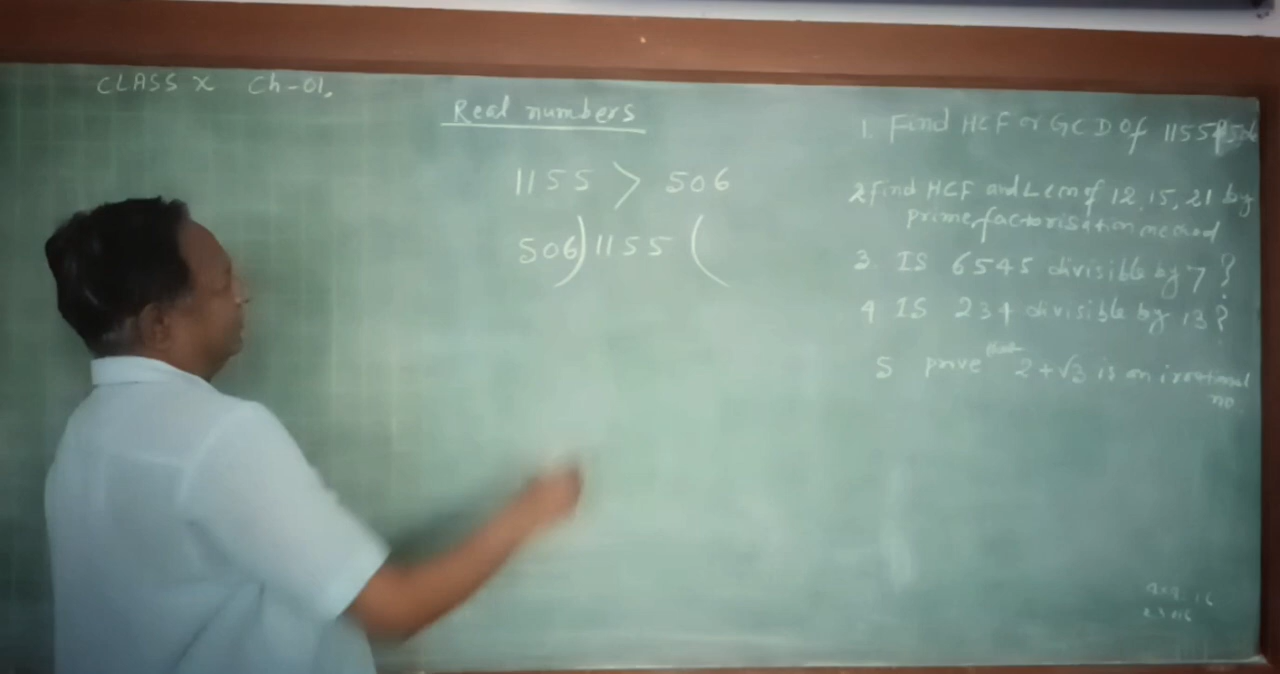 CLASS X Ch-01.
Real numbers
1155 > 506
506)1155(
1. Find HCF or GCD of 1155
2 Find HCF and LCM of 12, 15, 21 by
prime factorisation method
3. IS 6545 divisible by 7 ?
4 IS 234 divisible by 13 ?
5 prove that 2+√3 is an irrational
no.